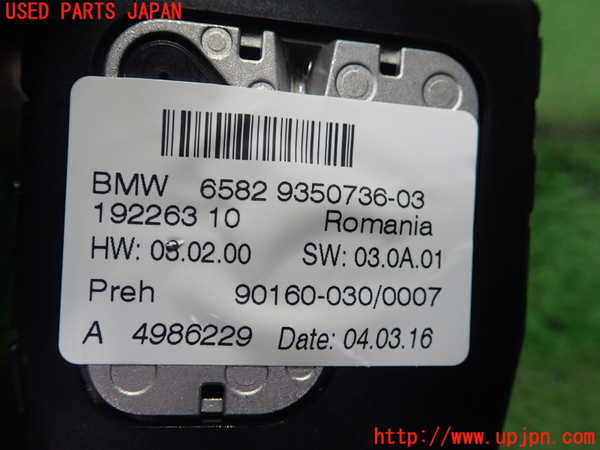 USED PARTS JAPAN
BMW 6582 9350736-03
192263 10 Romania
HW: 03.02.00 SW: 03.0A.01
Preh 90160-030/0007
A 4986229 Date: 04.03.16
http://www.upjpn.com/